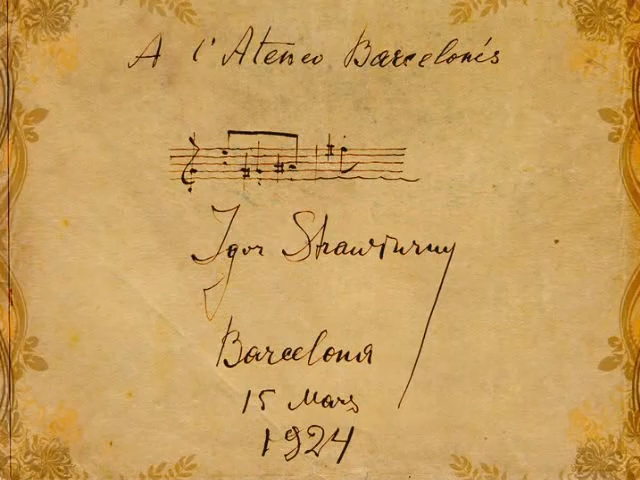 A l'Ateneo Barcelonés
Igor Strawinsky
Barcelona
15 Mars
1924